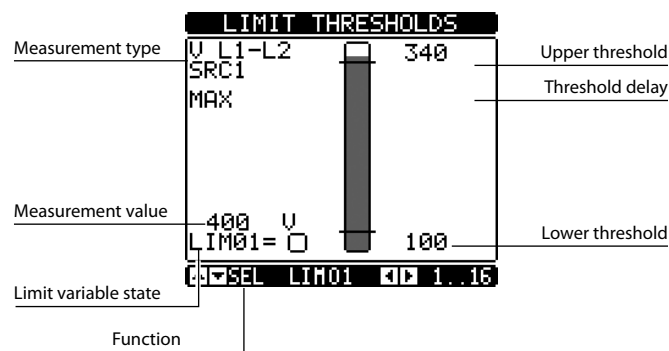 LIMIT THRESHOLDS
Measurement type
V L1-L2
340
Upper threshold
SRC1
Threshold delay
MAX
Measurement value
400 V
LIM01=
100
Lower threshold
SEL LIM01 1..16
Limit variable state
Function